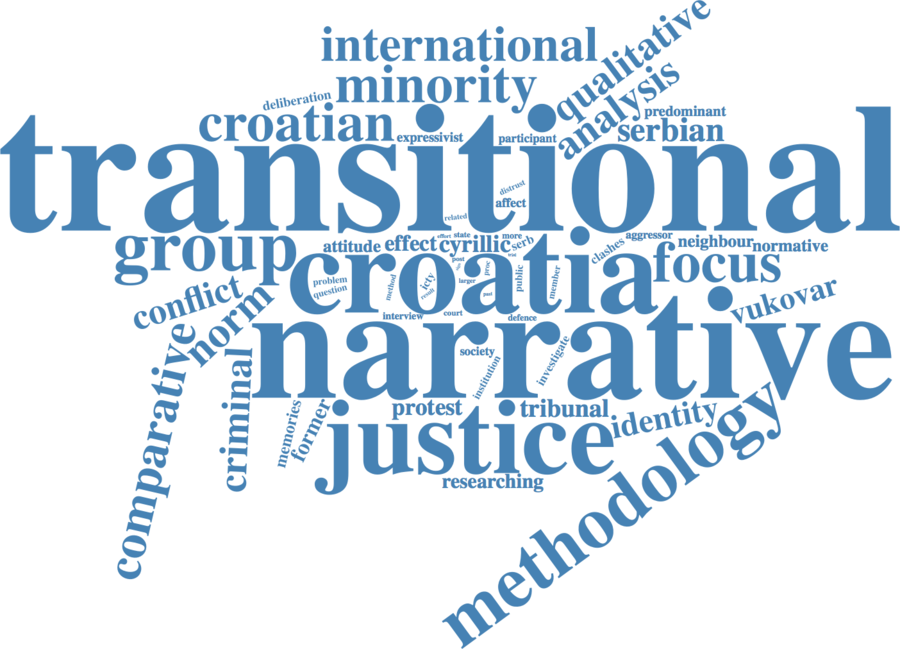 international
qualitative
minority
analysis
deliberation
predominant
croatian
expressivist
participant
serbian
transitional
distrust
affect
related
state
more
group
attitude
effect
cyrillic
serb
clashes
aggressor
neighbour
normative
croatia
focus
problem
question
method
icty
result
larger
post
public
member
conflict
norm
vukovar
interview
court
defence
narrative
comparative
criminal
society
institution
investigate
memories
former
protest
tribunal
identity
justice
methodology
researching